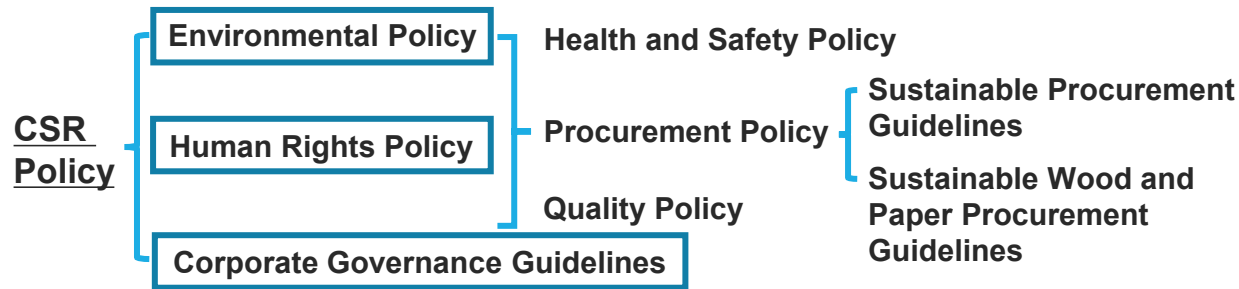 CSR
Policy
Environmental Policy
Human Rights Policy
Corporate Governance Guidelines
Health and Safety Policy
Procurement Policy
Quality Policy
Sustainable Procurement
Guidelines
Sustainable Wood and
Paper Procurement
Guidelines